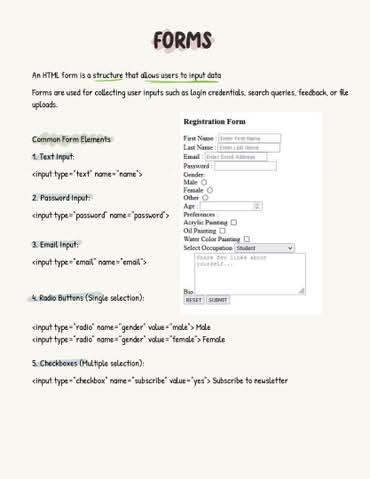 FORMS
An HTML form is a structure that allows users to input data
Forms are used for collecting user inputs such as login credentials, search queries, feedback, or file
uploads.
Common Form Elements
1. Text Input:
<input type="text" name="name">
2. Password Input:
<input type="password" name="password">
3. Email Input:
<input type="email" name="email">
4. Radio Buttons (Single selection):
<input type="radio" name="gender" value="male"> Male
<input type="radio" name="gender" value="female"> Female
5. Checkboxes (Multiple selection):
<input type="checkbox" name="subscribe" value="yes"> Subscribe to newsletter
Registration Form
First Name : Enter First Name
Last Name : Enter Last Name
Email : Enter Email Address
Password :
Gender:
Male
Female
Other
Age :
Preferences :
Acrylic Painting
Oil Painting
Water Color Painting
Select Occupation Student
Share few lines about
yourself...
Bio
RESET SUBMIT